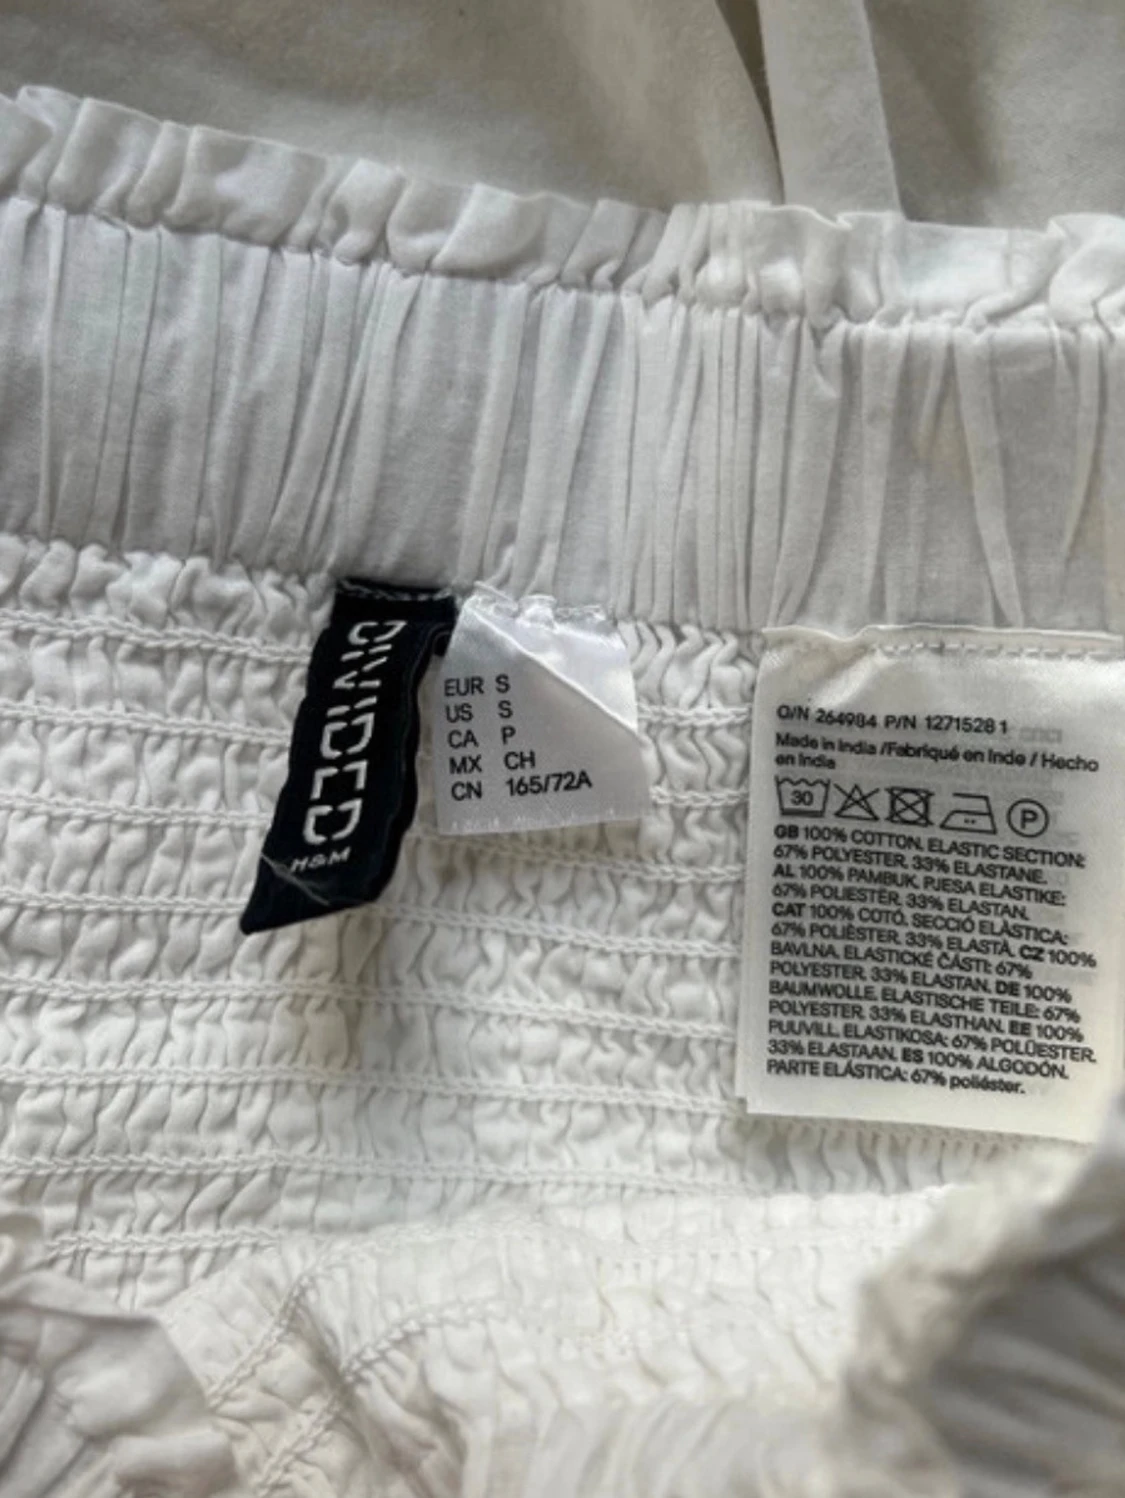 DIVIDED
H&M
EUR S
US S
CA P
MX CH
CN 165/72A
O/N 264984 P/N 1271528 1
Made in India /Fabriqué en Inde / Hecho
en India
30
P
GB 100% COTTON. ELASTIC SECTION:
67% POLYESTER, 33% ELASTANE.
AL 100% PAMBUK. PJESA ELASTIKE:
67% POLIESTËR, 33% ELASTAN.
CAT 100% COTÓ. SECCIÓ ELÀSTICA:
67% POLIÈSTER, 33% ELASTÀ. CZ 100%
BAVLNA. ELASTICKÉ ČÁSTI: 67%
POLYESTER, 33% ELASTAN. DE 100%
BAUMWOLLE. ELASTISCHE TEILE: 67%
POLYESTER, 33% ELASTHAN. EE 100%
PUUVILL. ELASTIKOSA: 67% POLÜESTER,
33% ELASTAAN. ES 100% ALGODÓN.
PARTE ELÁSTICA: 67% poliéster.